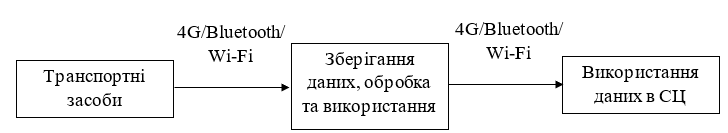 4G/Bluetooth/
Wi-Fi
4G/Bluetooth/
Wi-Fi
Транспортні
засоби
Зберігання
даних, обробка
та використання
Використання
даних в СЦ